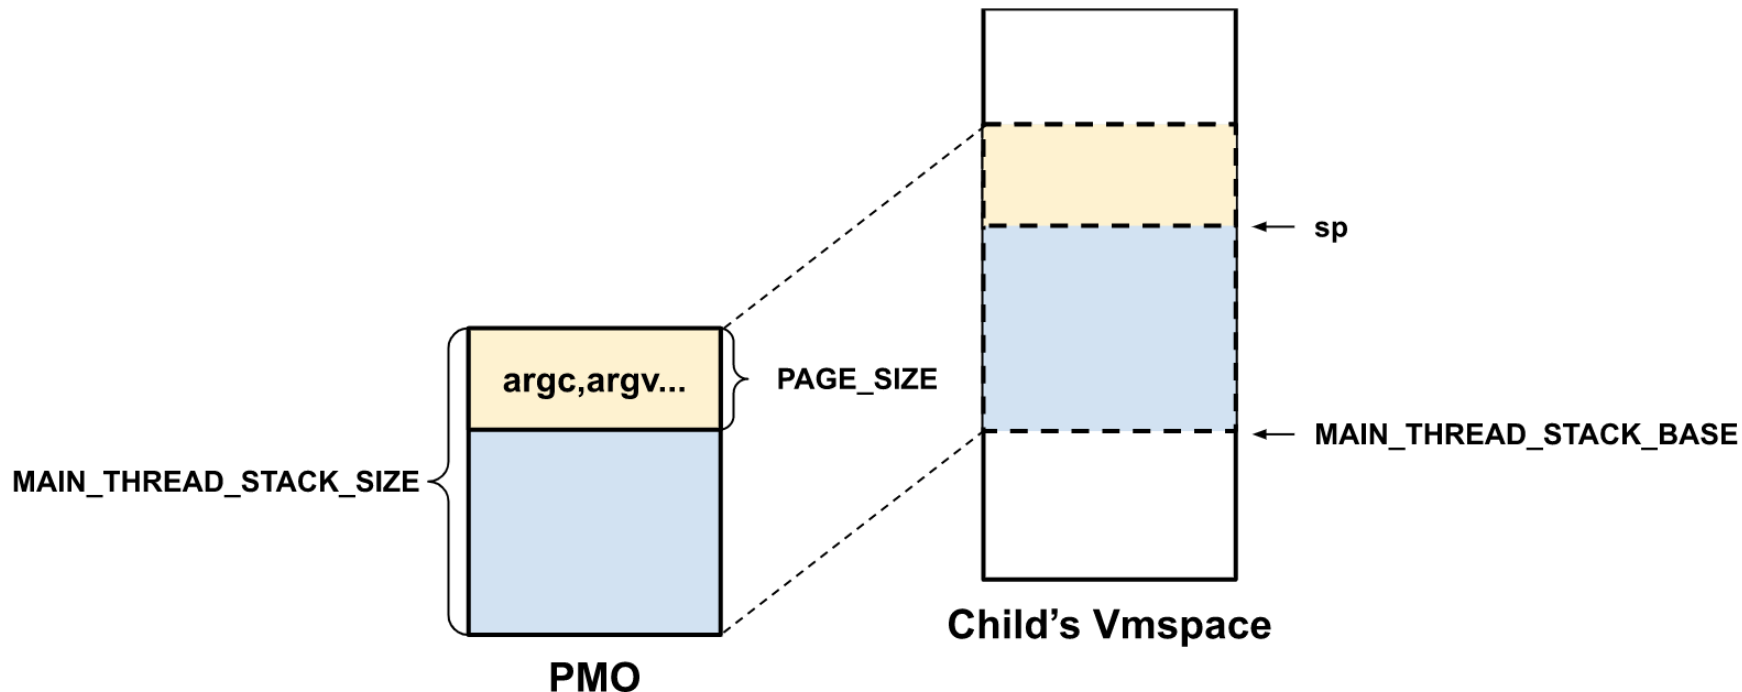 sp
argc,argv...
PAGE_SIZE
MAIN_THREAD_STACK_BASE
MAIN_THREAD_STACK_SIZE
Child’s Vmspace
PMO